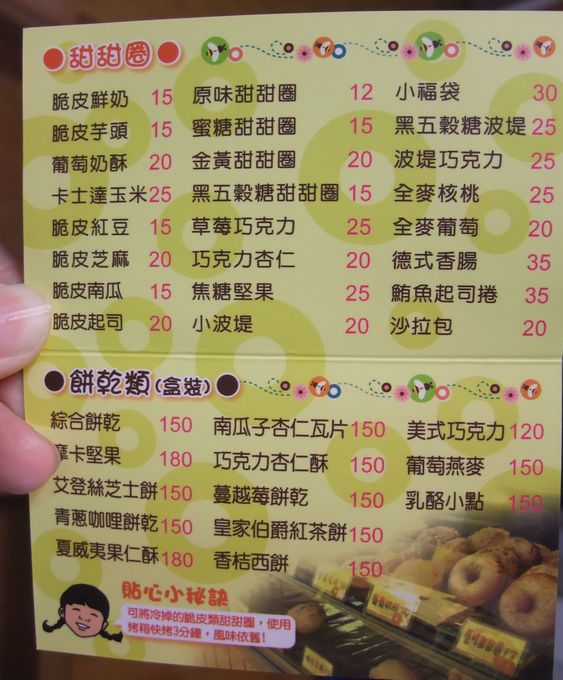 甜甜圈
脆皮鮮奶 15 原味甜甜圈 12 小福袋 30
脆皮芋頭 15 蜜糖甜甜圈 15 黑五穀糖波堤 25
葡萄奶酥 20 金黃甜甜圈 20 波堤巧克力 25
卡士達玉米 25 黑五穀糖甜甜圈 15 全麥核桃 25
脆皮紅豆 15 草莓巧克力 25 全麥葡萄 20
脆皮芝麻 20 巧克力杏仁 20 德式香腸 35
脆皮南瓜 15 焦糖堅果 25 鮪魚起司捲 35
脆皮起司 20 小波堤 20 沙拉包 20
餅乾類(盒裝)
綜合餅乾 150 南瓜子杏仁瓦片 150 美式巧克力 120
摩卡堅果 180 巧克力杏仁酥 150 葡萄燕麥 150
艾登絲芝士餅 150 蔓越莓餅乾 150 乳酪小點 150
青蔥咖哩餅乾 150 皇家伯爵紅茶餅 150
夏威夷果仁酥 180 香桔西餅 150
貼心小秘訣
可將冷掉的脆皮類甜甜圈，使用
烤箱快烤3分鐘，風味依舊!